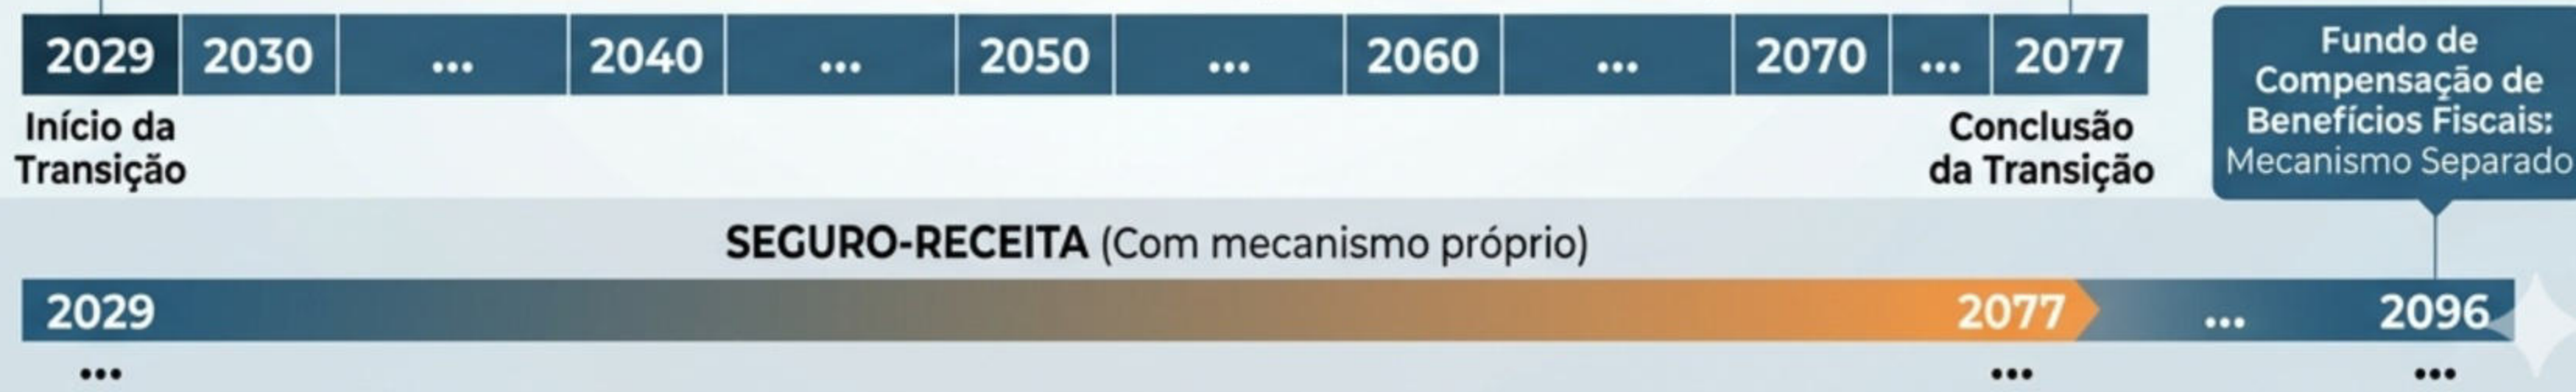 2029 2030 ... 2040 ... 2050 ... 2060 ... 2070 ... 2077
Início da
Transição
Conclusão
da Transição
Fundo de
Compensação de
Benefícios Fiscais:
Mecanismo Separado
SEGURO-RECEITA (Com mecanismo próprio)
2029 2077 ... 2096
... ... ...